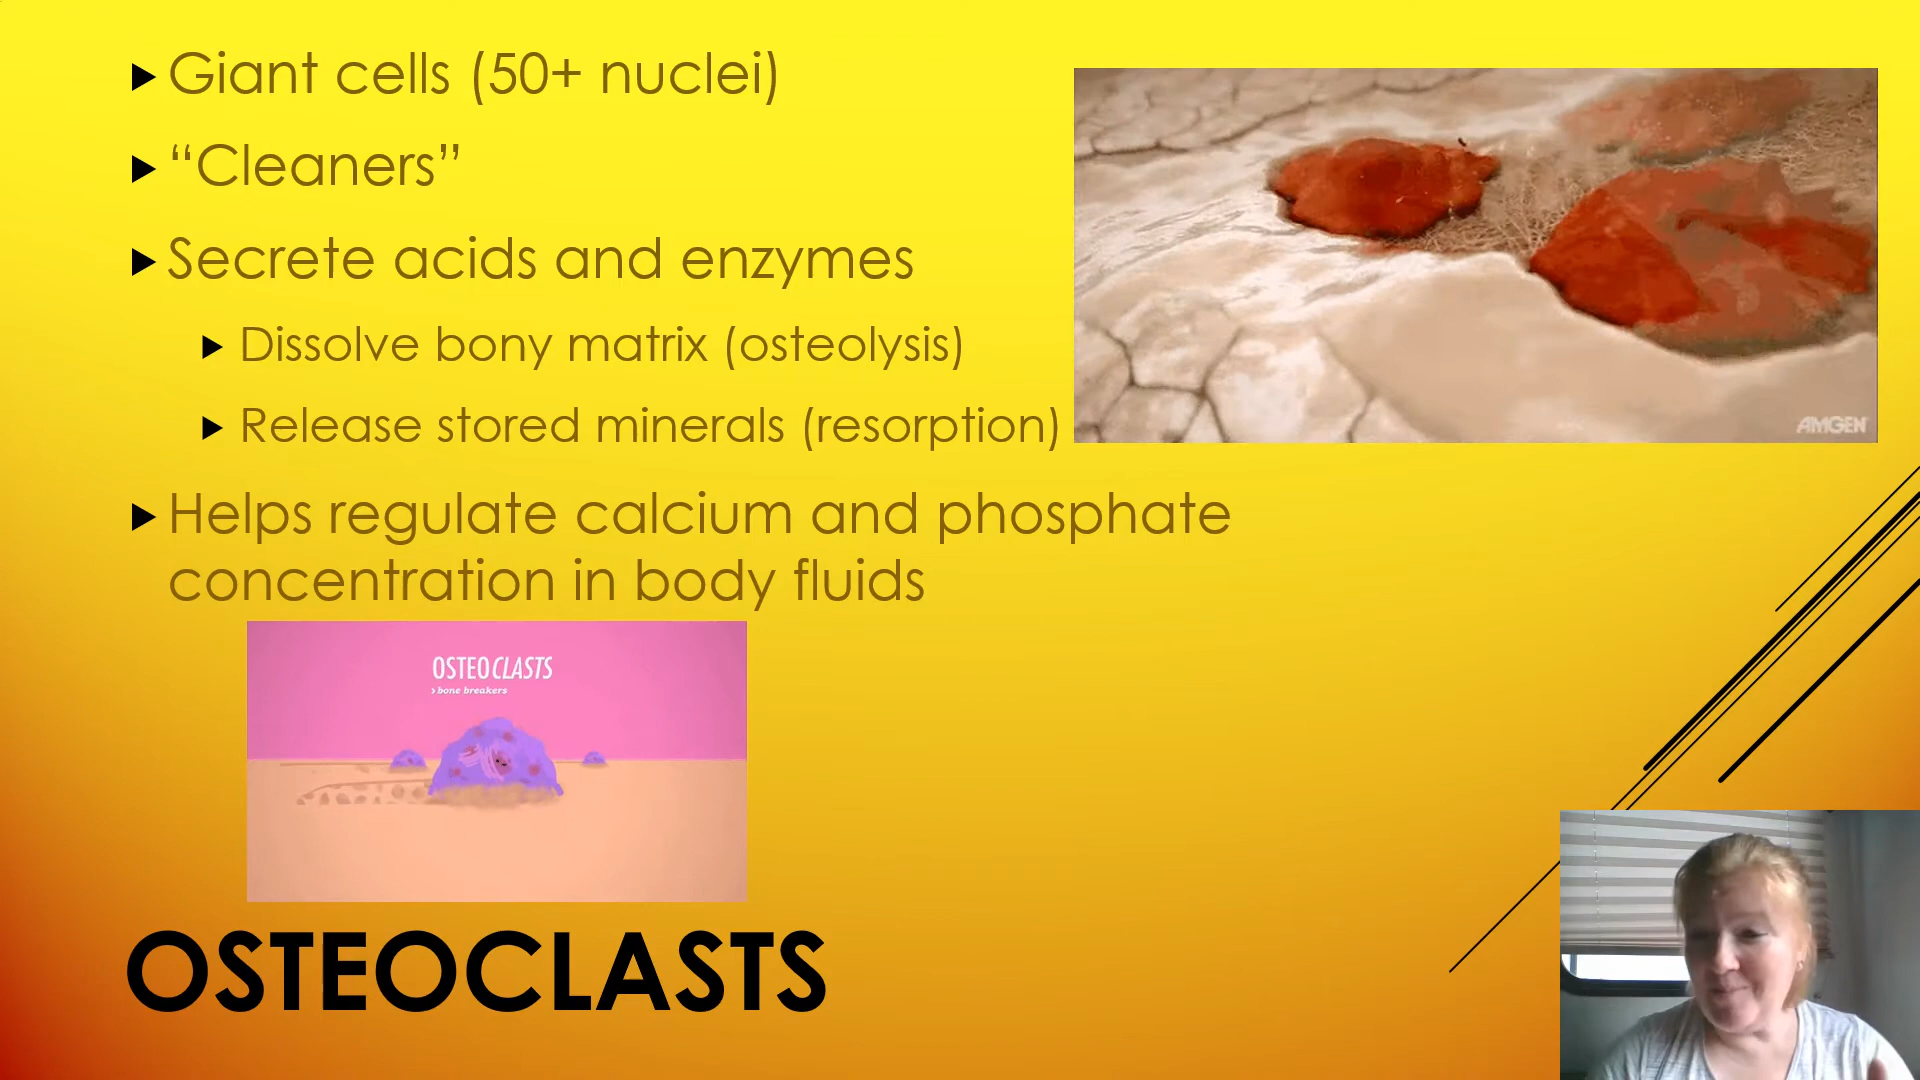 Giant cells (50+ nuclei)
“Cleaners”
Secrete acids and enzymes
Dissolve bony matrix (osteolysis)
Release stored minerals (resorption)
AMGEN
Helps regulate calcium and phosphate
concentration in body fluids
OSTEOCLASTS
› bone breakers
OSTEOCLASTS